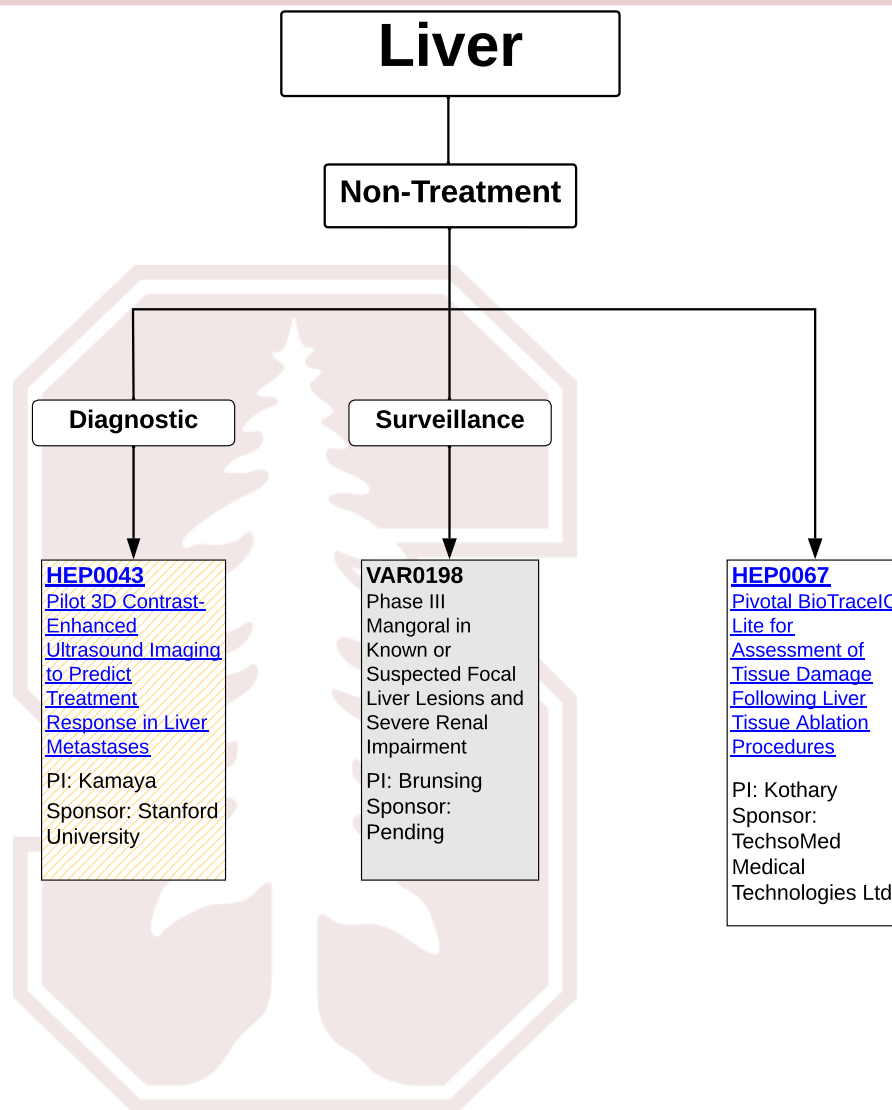 Liver
Non-Treatment
Diagnostic
Surveillance
HEP0043
Pilot 3D Contrast-
Enhanced
Ultrasound Imaging
to Predict
Treatment
Response in Liver
Metastases
PI: Kamaya
Sponsor: Stanford
University
VAR0198
Phase III
Mangoral in
Known or
Suspected Focal
Liver Lesions and
Severe Renal
Impairment
PI: Brunsing
Sponsor:
Pending
HEP0067
Pivotal BioTraceIO
Lite for
Assessment of
Tissue Damage
Following Liver
Tissue Ablation
Procedures
PI: Kothary
Sponsor:
TechsoMed
Medical
Technologies Ltd